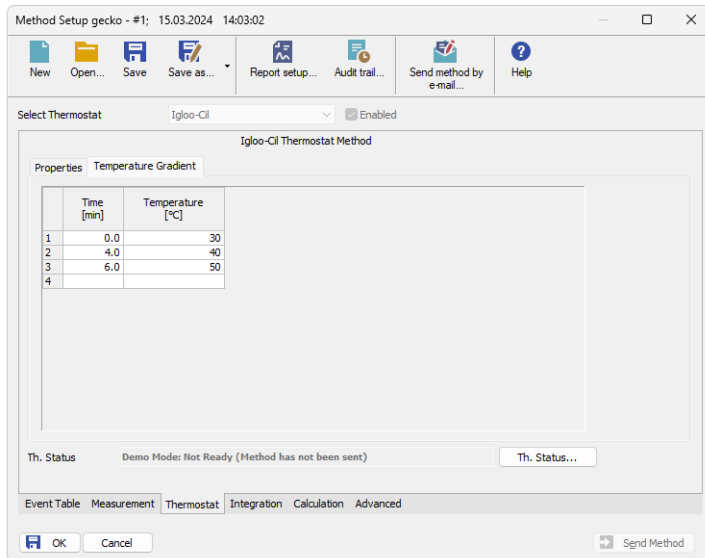 Method Setup gecko - #1; 15.03.2024 14:03:02
New Open... Save Save as... Report setup... Audit trail... Send method by e-mail... Help
Select Thermostat Igloo-Cil Enabled
Igloo-Cil Thermostat Method
Properties Temperature Gradient
Time [min] Temperature [°C]
1 0.0 30
2 4.0 40
3 6.0 50
4
Th. Status Demo Mode: Not Ready (Method has not been sent) Th. Status...
Event Table Measurement Thermostat Integration Calculation Advanced
OK Cancel Send Method